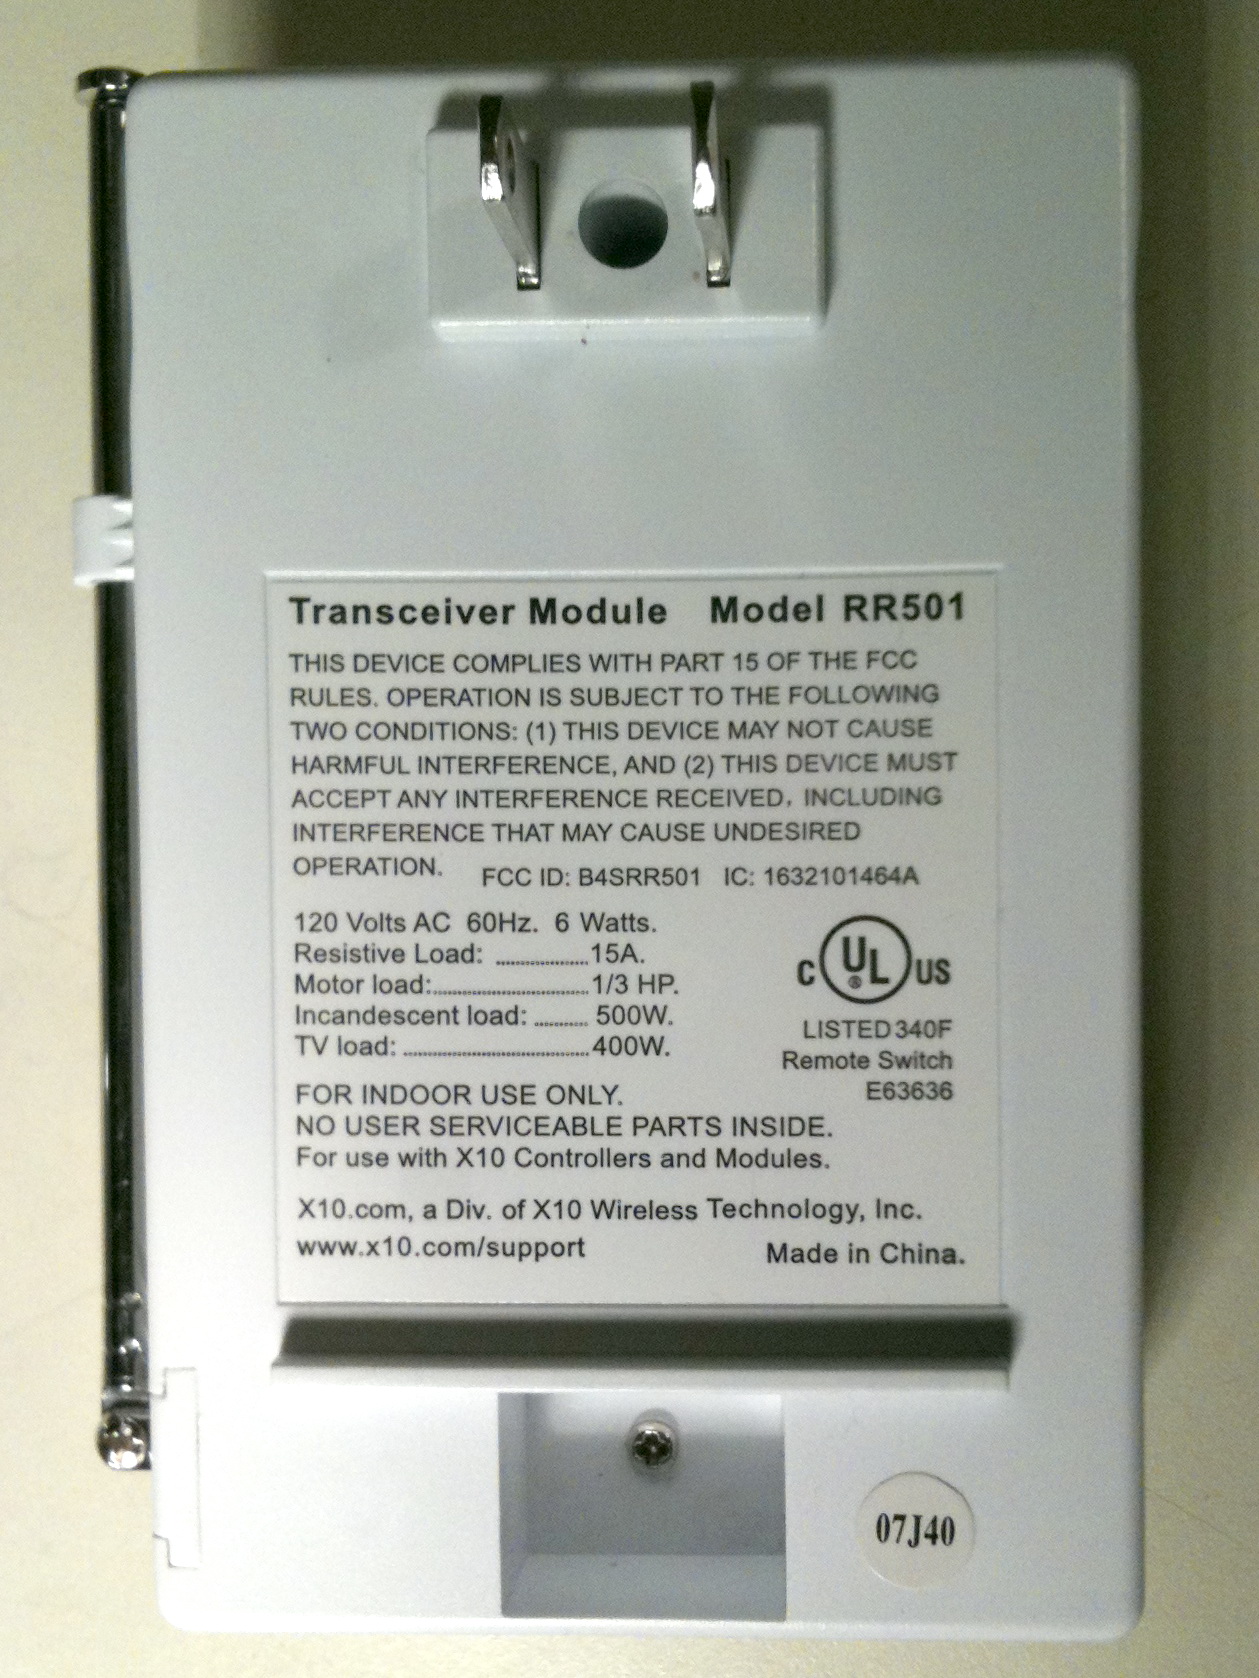 Transceiver Module Model RR501
THIS DEVICE COMPLIES WITH PART 15 OF THE FCC
RULES. OPERATION IS SUBJECT TO THE FOLLOWING
TWO CONDITIONS: (1) THIS DEVICE MAY NOT CAUSE
HARMFUL INTERFERENCE, AND (2) THIS DEVICE MUST
ACCEPT ANY INTERFERENCE RECEIVED, INCLUDING
INTERFERENCE THAT MAY CAUSE UNDESIRED
OPERATION. FCC ID: B4SRR501 IC: 1632101464A
120 Volts AC 60Hz. 6 Watts.
Resistive Load: ....................15A.
Motor load:....................1/3 HP.
Incandescent load: .......... 500W.
TV load: ....................400W.
C UL ® US
LISTED 340F
Remote Switch
E63636
FOR INDOOR USE ONLY.
NO USER SERVICEABLE PARTS INSIDE.
For use with X10 Controllers and Modules.
X10.com, a Div. of X10 Wireless Technology, Inc.
www.x10.com/support Made in China.
07J40